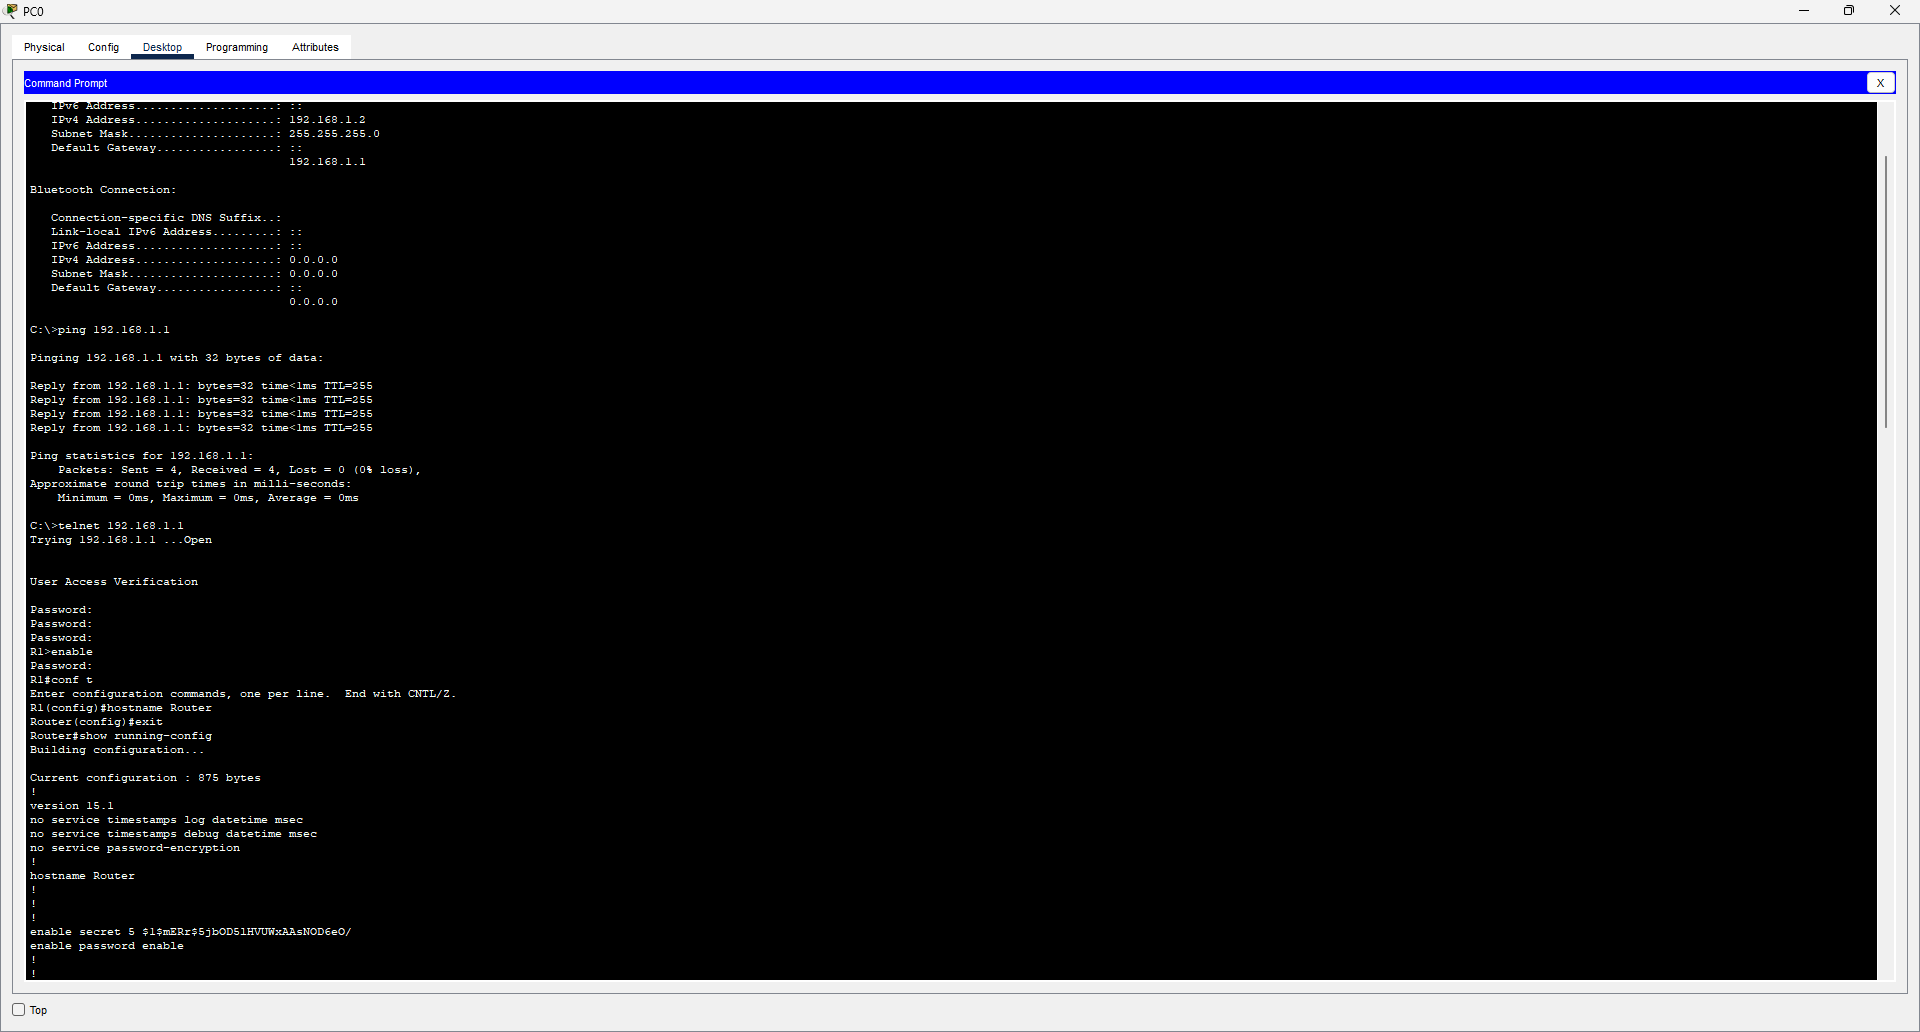 PC0
Physical Config Desktop Programming Attributes
Command Prompt X
IPv6 Address....................: ::
IPv4 Address....................: 192.168.1.2
Subnet Mask.....................: 255.255.255.0
Default Gateway.................: ::
192.168.1.1
Bluetooth Connection:
Connection-specific DNS Suffix..:
Link-local IPv6 Address.........: ::
IPv6 Address....................: ::
IPv4 Address....................: 0.0.0.0
Subnet Mask.....................: 0.0.0.0
Default Gateway.................: ::
0.0.0.0
C:\>ping 192.168.1.1
Pinging 192.168.1.1 with 32 bytes of data:
Reply from 192.168.1.1: bytes=32 time<1ms TTL=255
Reply from 192.168.1.1: bytes=32 time<1ms TTL=255
Reply from 192.168.1.1: bytes=32 time<1ms TTL=255
Reply from 192.168.1.1: bytes=32 time<1ms TTL=255
Ping statistics for 192.168.1.1:
Packets: Sent = 4, Received = 4, Lost = 0 (0% loss),
Approximate round trip times in milli-seconds:
Minimum = 0ms, Maximum = 0ms, Average = 0ms
C:\>telnet 192.168.1.1
Trying 192.168.1.1 ...Open
User Access Verification
Password:
Password:
Password:
R1>enable
Password:
R1#conf t
Enter configuration commands, one per line.  End with CNTL/Z.
R1(config)#hostname Router
Router(config)#exit
Router#show running-config
Building configuration...
Current configuration : 875 bytes
!
version 15.1
no service timestamps log datetime msec
no service timestamps debug datetime msec
no service password-encryption
!
hostname Router
!
!
!
enable secret 5 $1$mERr$5jbOD51HVUWxAAsNOD6eO/
enable password enable
!
!
Top